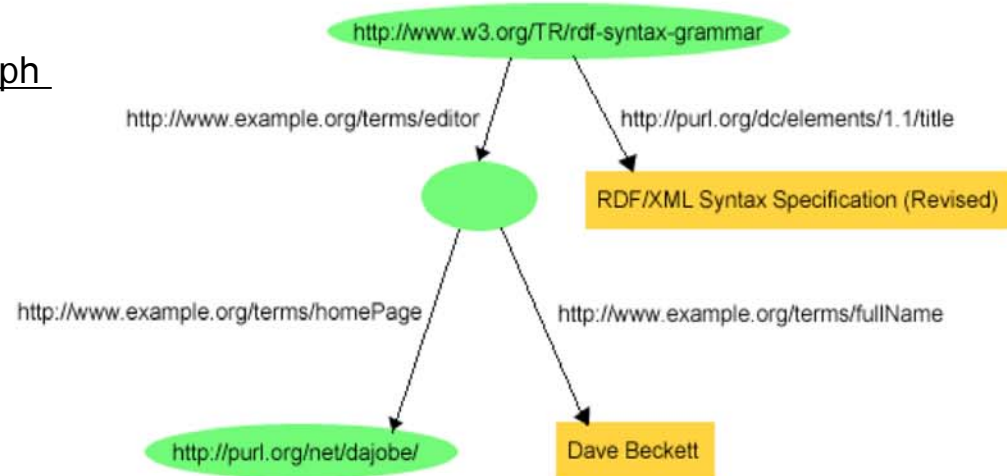 http://www.w3.org/TR/rdf-syntax-grammar
ph
http://www.example.org/terms/editor
http://purl.org/dc/elements/1.1/title
RDF/XML Syntax Specification (Revised)
http://www.example.org/terms/homePage
http://www.example.org/terms/fullName
http://purl.org/net/dajobe/
Dave Beckett